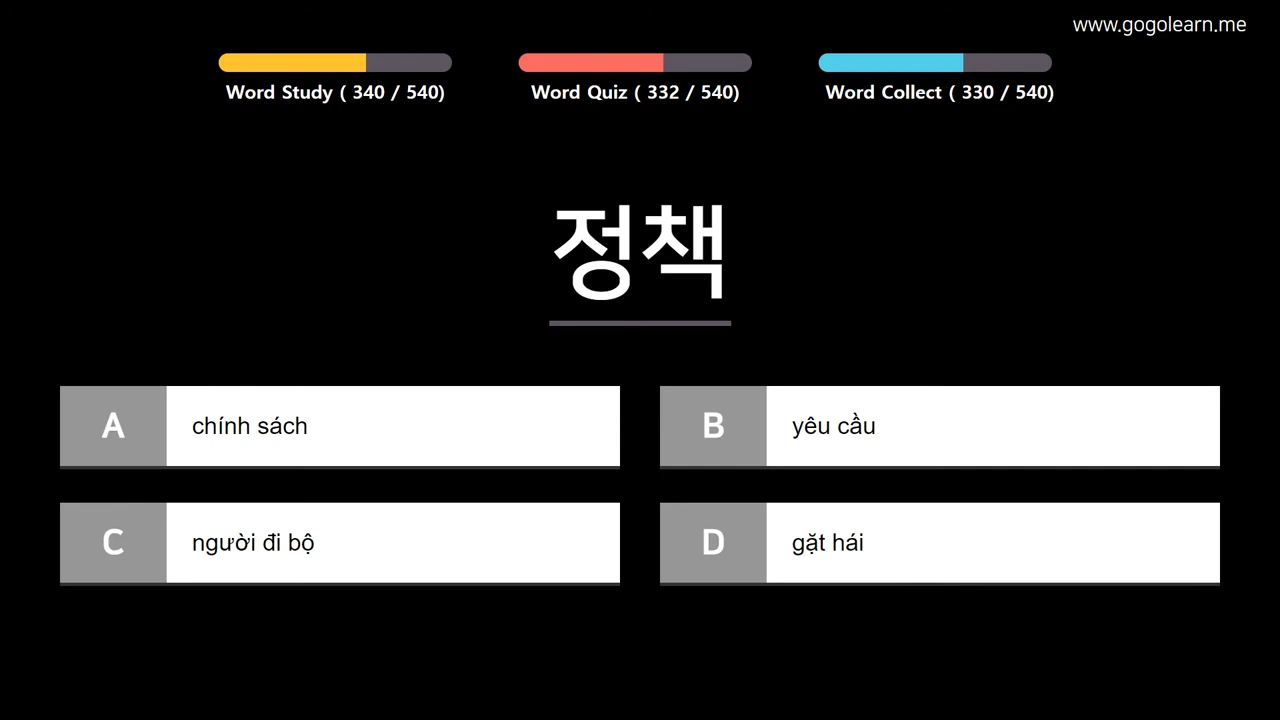 www.gogolearn.me
Word Study ( 340 / 540)
Word Quiz ( 332 / 540)
Word Collect ( 330 / 540)
정책
A chính sách
B yêu cầu
C người đi bộ
D gặt hái